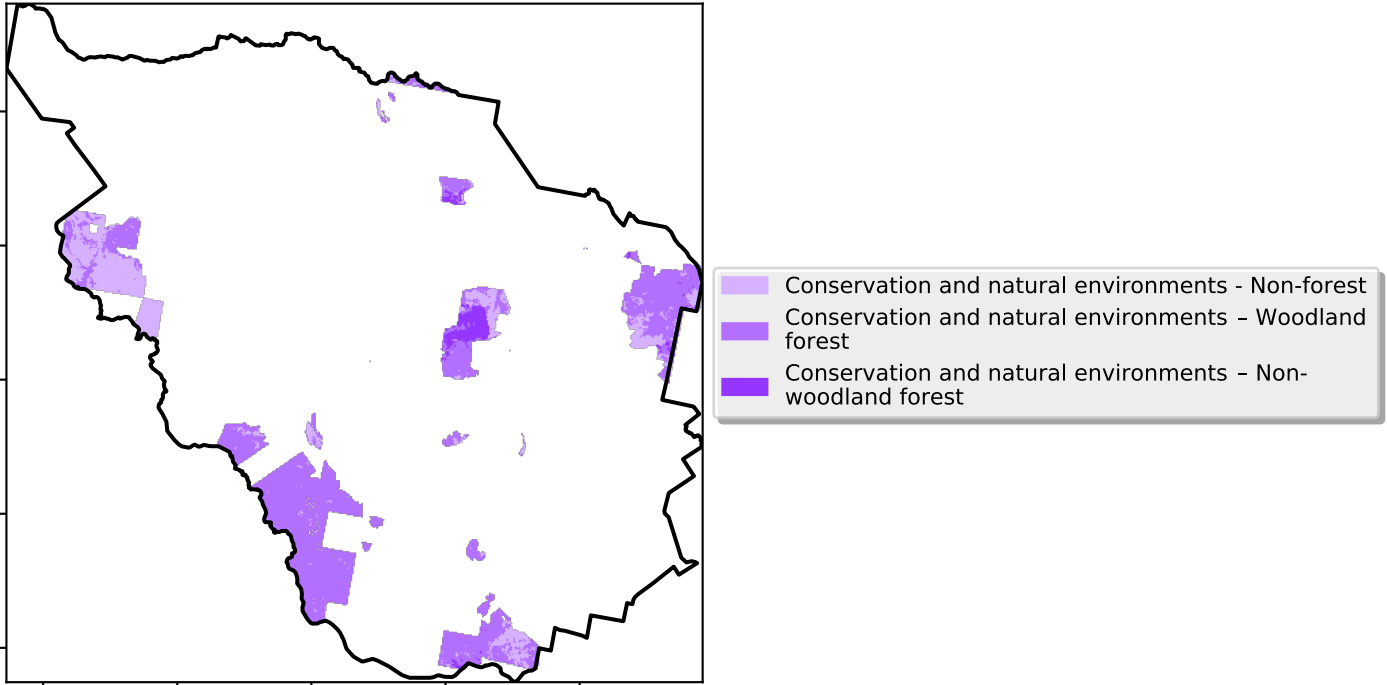 Conservation and natural environments - Non-forest
Conservation and natural environments – Woodland
forest
Conservation and natural environments – Non-
woodland forest